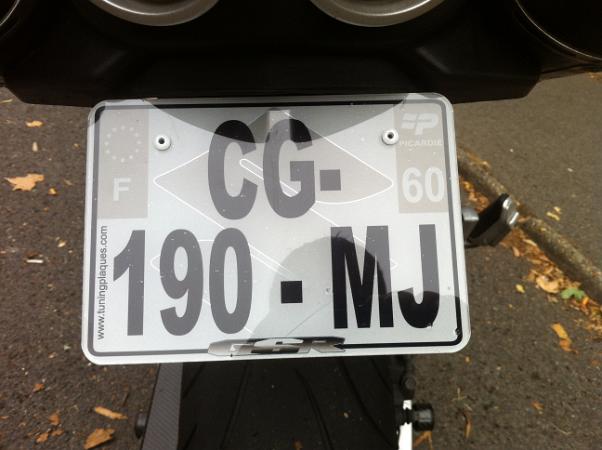 CG-
F
PICARDIE
60
190-MJ
www.tuningplaques.com
GSR